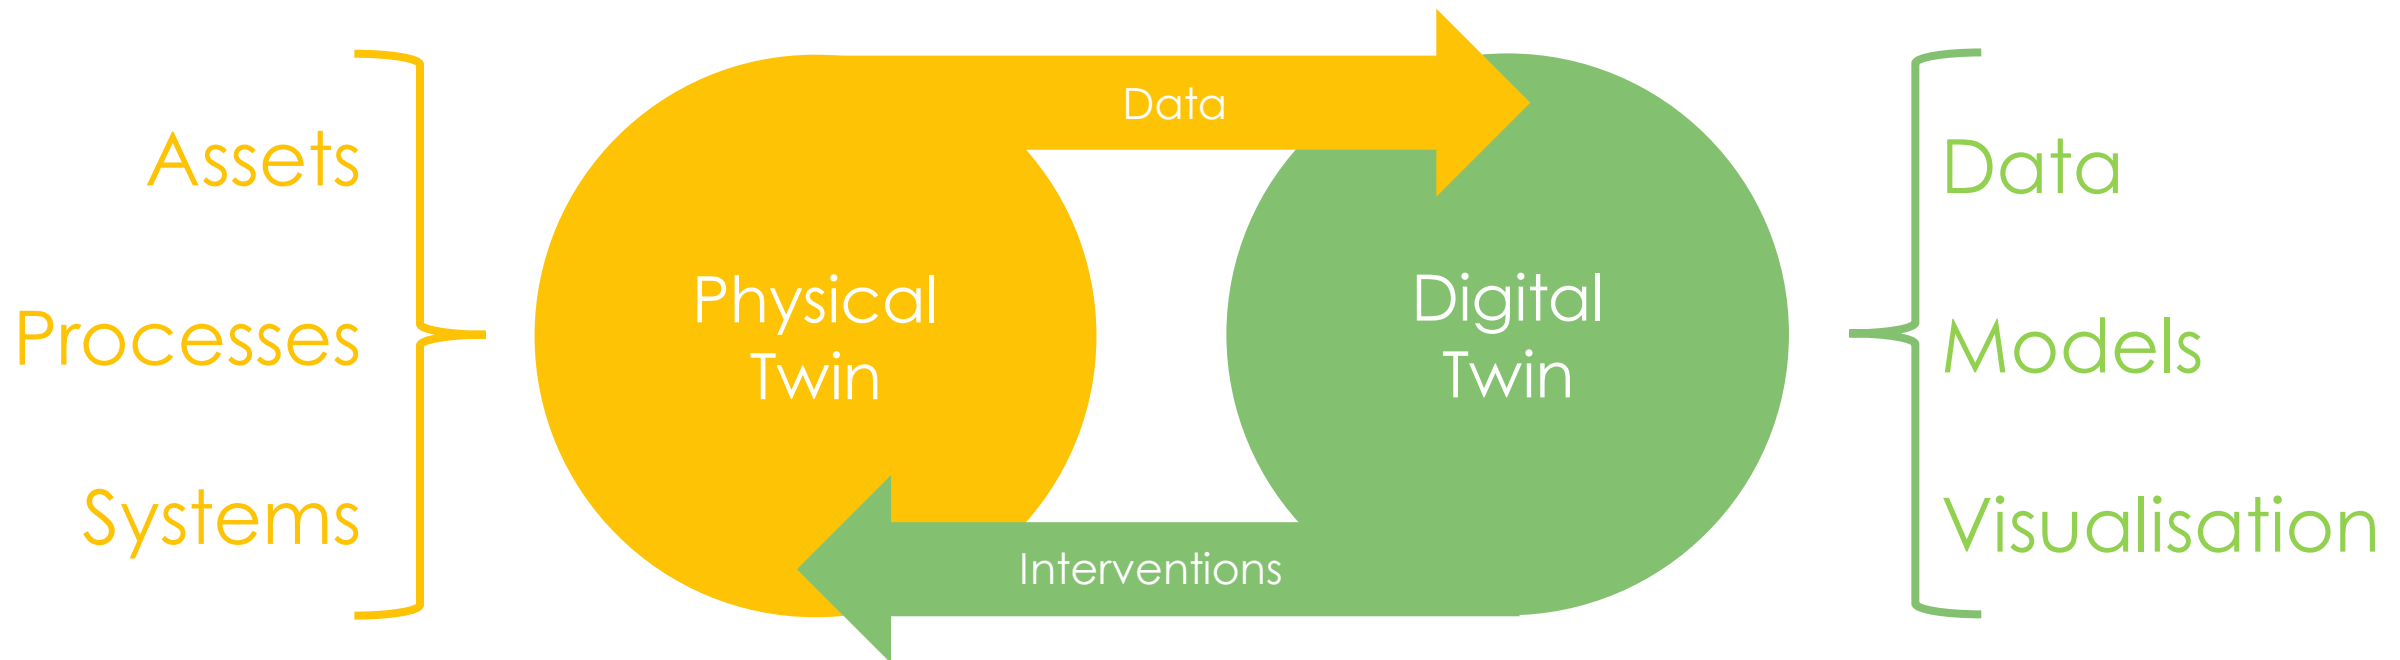 Assets
Processes
Systems
Data
Physical
Twin
Digital
Twin
Interventions
Data
Models
Visualisation